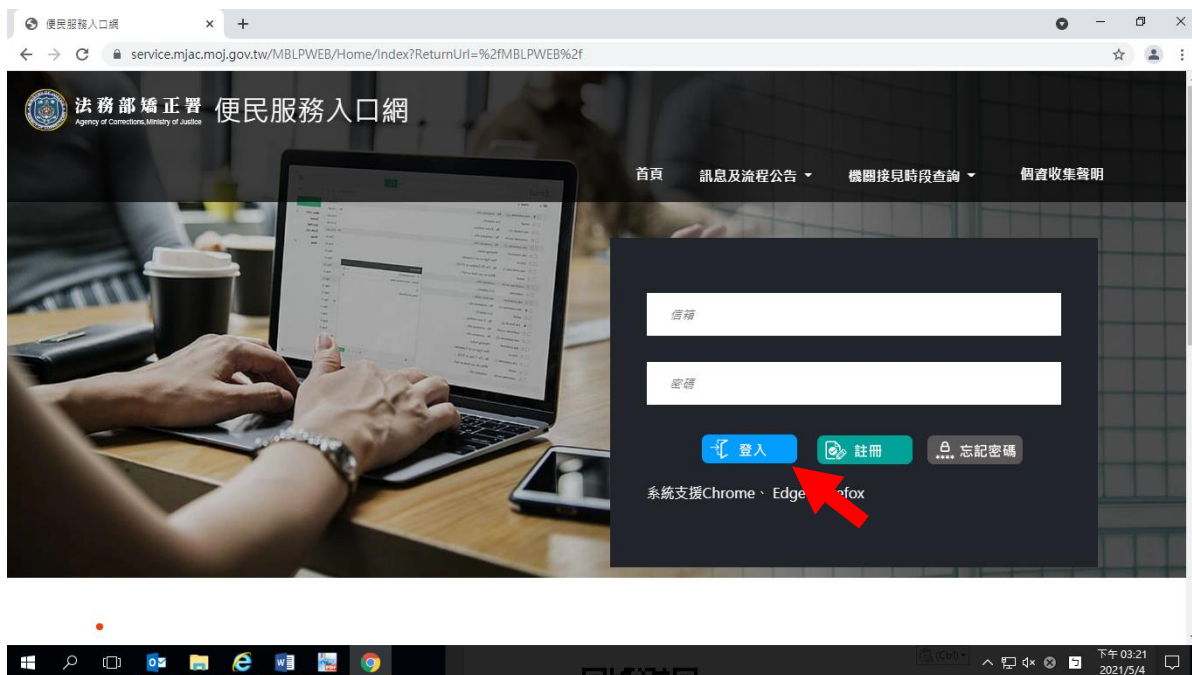 便民服務入口網
service.mjac.moj.gov.tw/MBLPWEB/Home/Index?ReturnUrl=%2fMBLPWEB%2f
法務部矯正署 便民服務入口網
Agency of Corrections,Ministry of Justice
首頁 訊息及流程公告 機關接見時段查詢 個資收集聲明
信箱
密碼
登入 註冊 忘記密碼
系統支援Chrome、 Edge
下午 03:21
2021/5/4